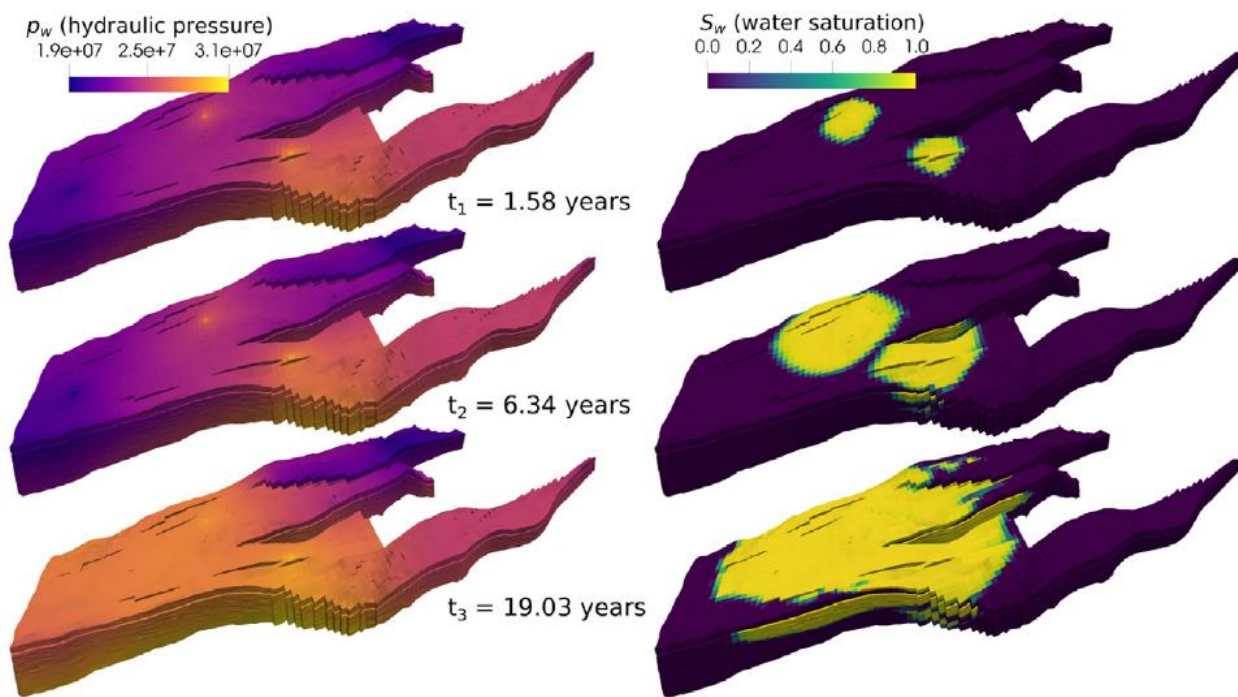 p_w (hydraulic pressure)
1.9e+07 2.5e+7 3.1e+07
S_w (water saturation)
0.0 0.2 0.4 0.6 0.8 1.0
t_1 = 1.58 years
t_2 = 6.34 years
t_3 = 19.03 years